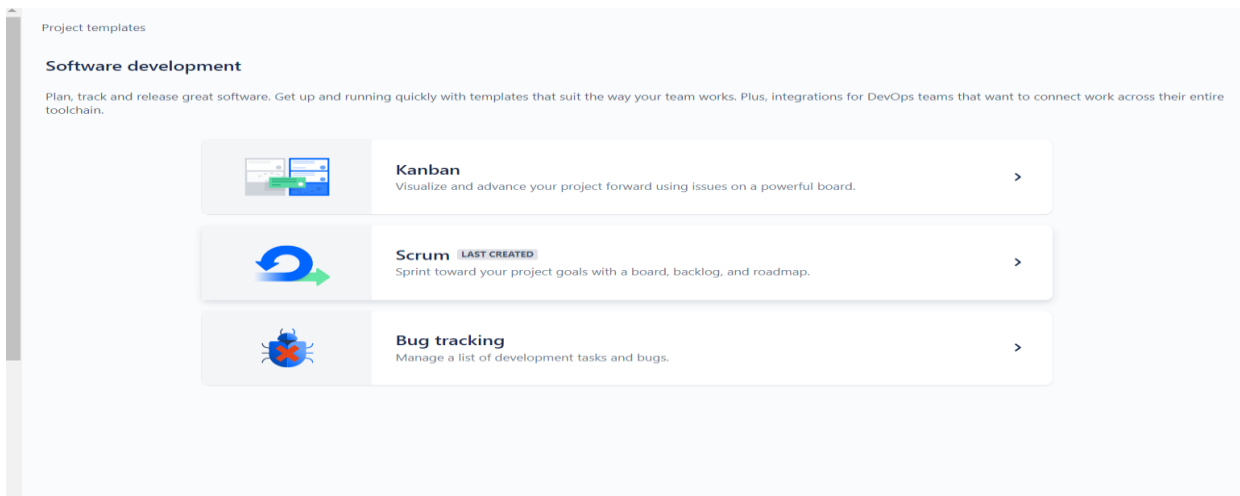 Project templates
Software development
Plan, track and release great software. Get up and running quickly with templates that suit the way your team works. Plus, integrations for DevOps teams that want to connect work across their entire
toolchain.
Kanban
Visualize and advance your project forward using issues on a powerful board.
Scrum LAST CREATED
Sprint toward your project goals with a board, backlog, and roadmap.
Bug tracking
Manage a list of development tasks and bugs.